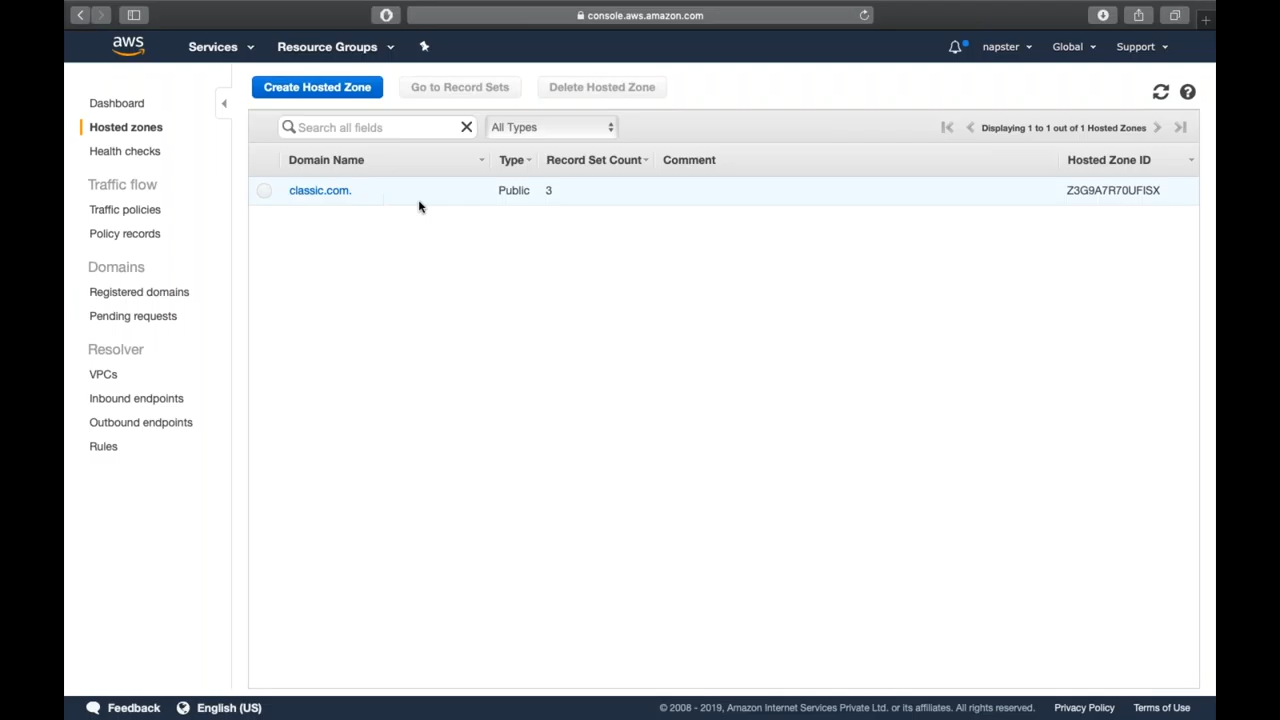 console.aws.amazon.com
aws
Services
Resource Groups
napster
Global
Support
Dashboard
Hosted zones
Health checks
Traffic flow
Traffic policies
Policy records
Domains
Registered domains
Pending requests
Resolver
VPCs
Inbound endpoints
Outbound endpoints
Rules
Create Hosted Zone
Go to Record Sets
Delete Hosted Zone
Search all fields
All Types
Displaying 1 to 1 out of 1 Hosted Zones
Domain Name Type Record Set Count Comment Hosted Zone ID
classic.com. Public 3 Z3G9A7R70UFISX
Feedback
English (US)
© 2008 - 2019, Amazon Internet Services Private Ltd. or its affiliates. All rights reserved.
Privacy Policy
Terms of Use